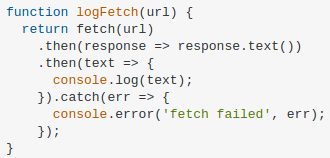 function logFetch(url) {
  return fetch(url)
    .then(response => response.text())
    .then(text => {
      console.log(text);
    }).catch(err => {
      console.error('fetch failed', err);
    });
}